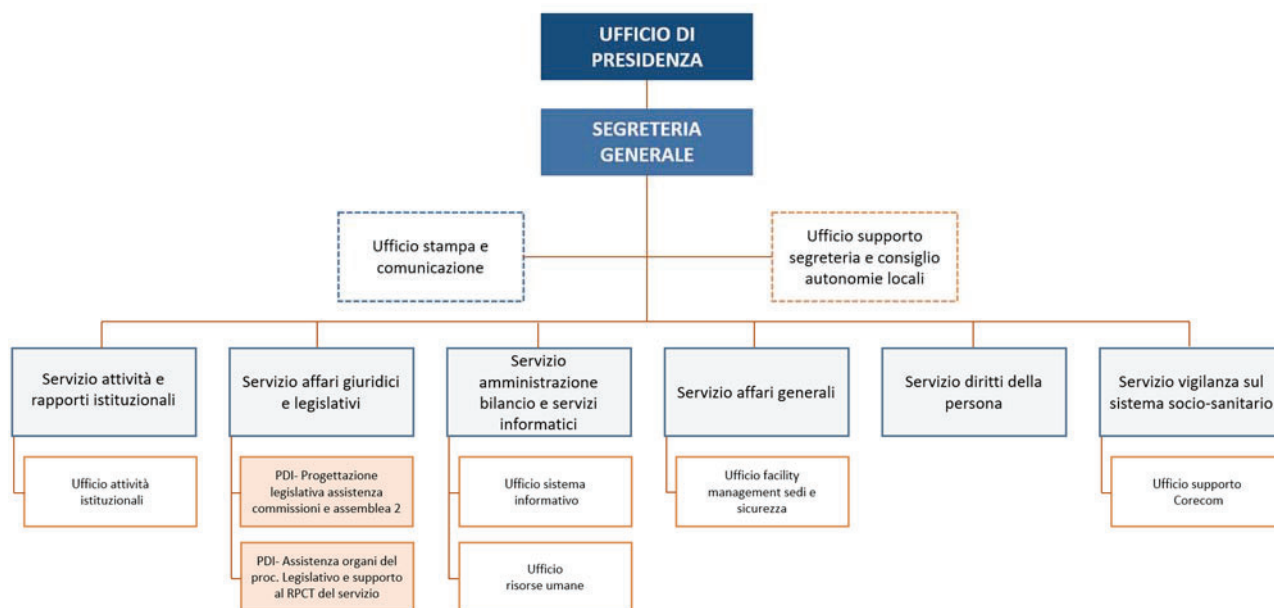 UFFICIO DI
PRESIDENZA
SEGRETERIA
GENERALE
Ufficio stampa e
comunicazione
Ufficio supporto
segreteria e consiglio
autonomie locali
Servizio attività e
rapporti istituzionali
Servizio affari giuridici
e legislativi
Servizio
amministrazione
bilancio e servizi
informatici
Servizio affari generali
Servizio diritti della
persona
Servizio vigilanza sul
sistema socio-sanitario
Ufficio attività
istituzionali
PDI- Progettazione
legislativa assistenza
commissioni e assemblea 2
Ufficio sistema
informativo
Ufficio facility
management sedi e
sicurezza
Ufficio supporto
Corecom
PDI- Assistenza organi del
proc. Legislativo e supporto
al RPCT del servizio
Ufficio
risorse umane